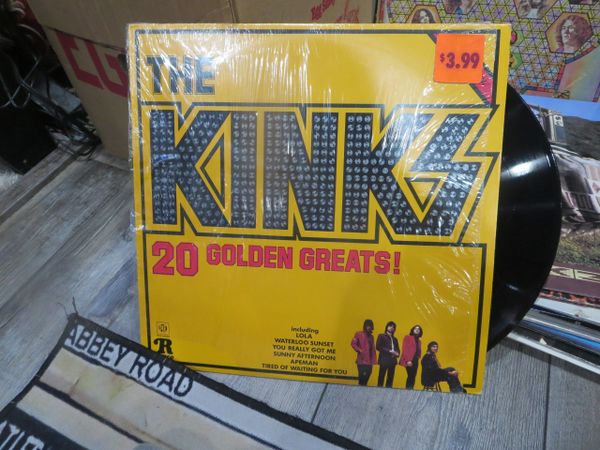 THE
$3.99
KINKS
20 GOLDEN GREATS!
including
LOLA
WATERLOO SUNSET
YOU REALLY GOT ME
SUNNY AFTERNOON
APEMAN
TIRED OF WAITING FOR YOU
R
ABBEY ROAD